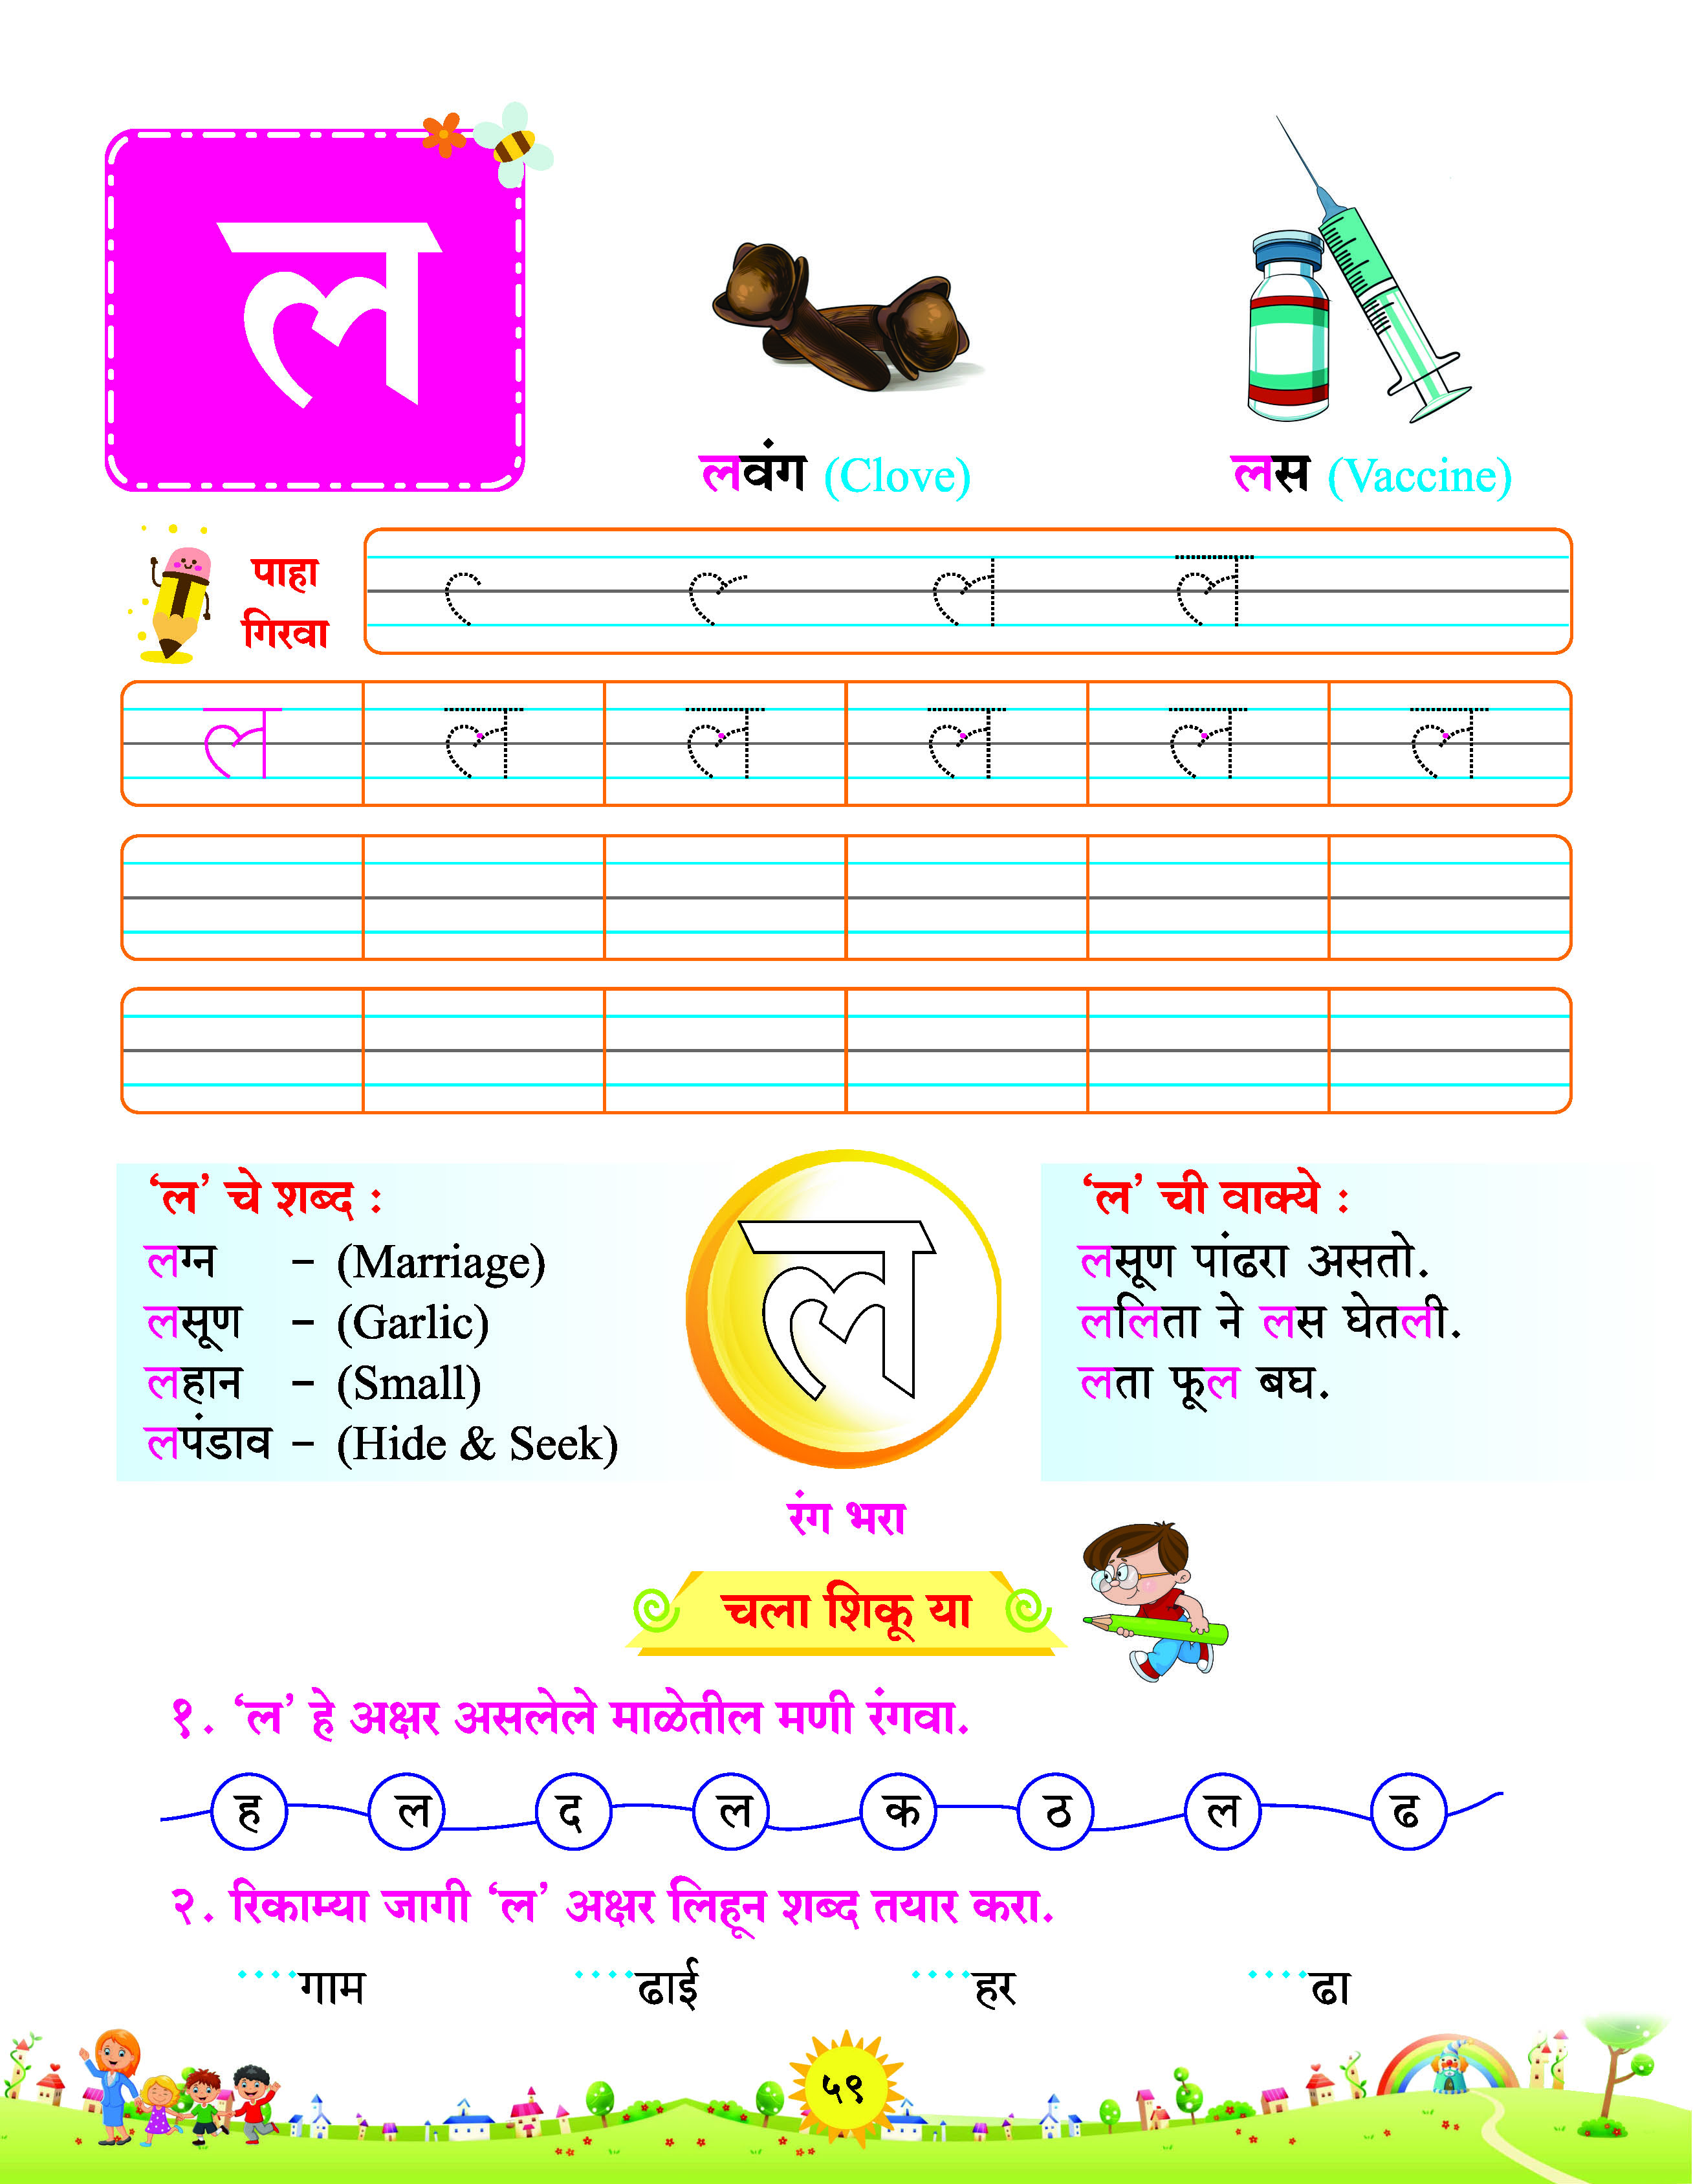 ल
लवंग (Clove)
लस (Vaccine)
पाहा
गिरवा
ल
ल ल ल ल ल ल
‘ल’ चे शब्द :
लग्न – (Marriage)
लसूण – (Garlic)
लहान – (Small)
लपंडाव – (Hide & Seek)
ल
रंग भरा
‘ल’ ची वाक्ये :
लसूण पांढरा असतो.
ललिता ने लस घेतली.
लता फूल बघ.
चला शिकू या
१. ‘ल’ हे अक्षर असलेले माळेतील मणी रंगवा.
ह ल द ल क ठ ल ढ
२. रिकाम्या जागी ‘ल’ अक्षर लिहून शब्द तयार करा.
....गाम ....ढाई ....हर ....ढा
५९